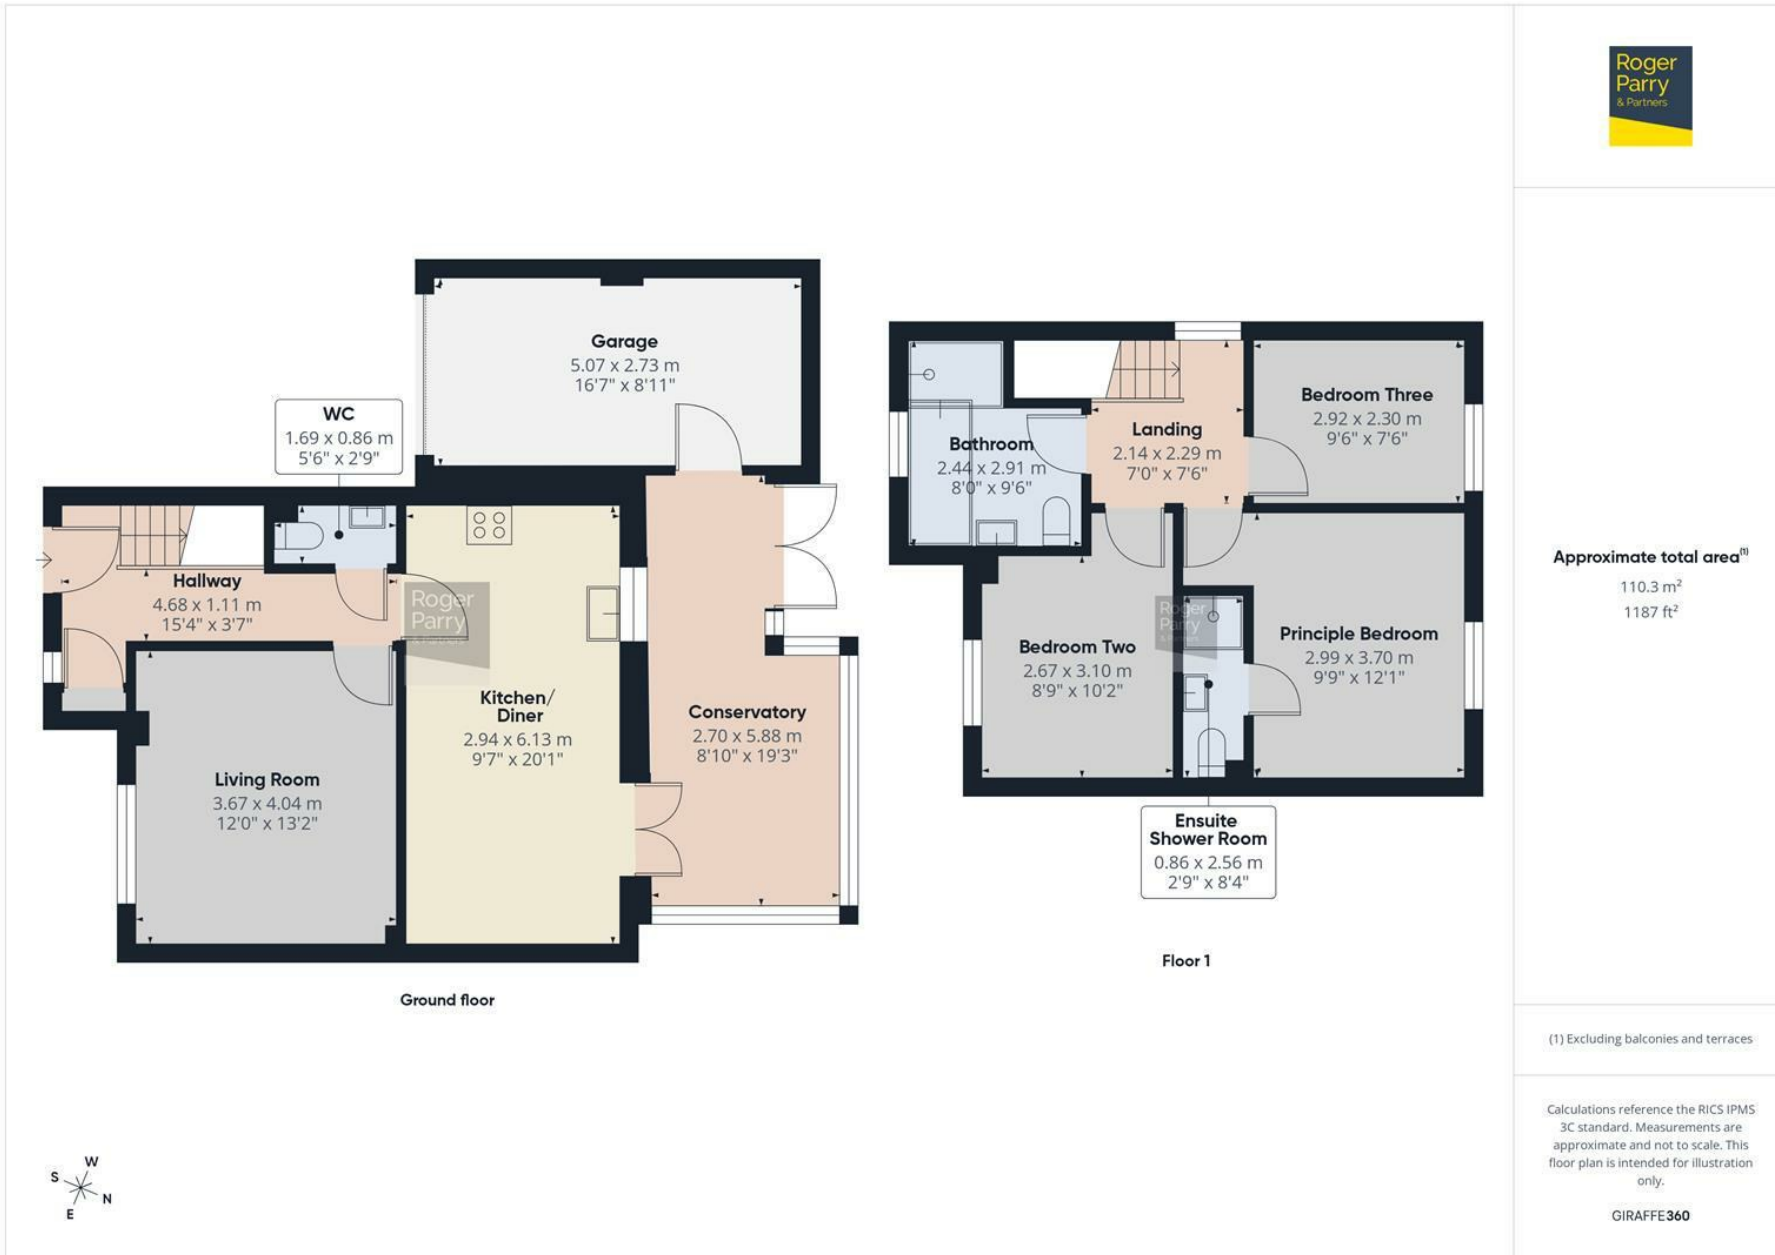 Roger
Parry
& Partners
Garage
5.07 x 2.73 m
16'7" x 8'11"
WC
1.69 x 0.86 m
5'6" x 2'9"
Hallway
4.68 x 1.11 m
15'4" x 3'7"
Roger
Parry
& Partners
Kitchen/
Diner
2.94 x 6.13 m
9'7" x 20'1"
Conservatory
2.70 x 5.88 m
8'10" x 19'3"
Living Room
3.67 x 4.04 m
12'0" x 13'2"
Ground floor
Bathroom
2.44 x 2.91 m
8'0" x 9'6"
Landing
2.14 x 2.29 m
7'0" x 7'6"
Bedroom Three
2.92 x 2.30 m
9'6" x 7'6"
Roger
Parry
Bedroom Two
2.67 x 3.10 m
8'9" x 10'2"
Principle Bedroom
2.99 x 3.70 m
9'9" x 12'1"
Ensuite
Shower Room
0.86 x 2.56 m
2'9" x 8'4"
Floor 1
Approximate total area(1)
110.3 m²
1187 ft²
(1) Excluding balconies and terraces
Calculations reference the RICS IPMS
3C standard. Measurements are
approximate and not to scale. This
floor plan is intended for illustration
only.
GIRAFFE360
W
S
N
E